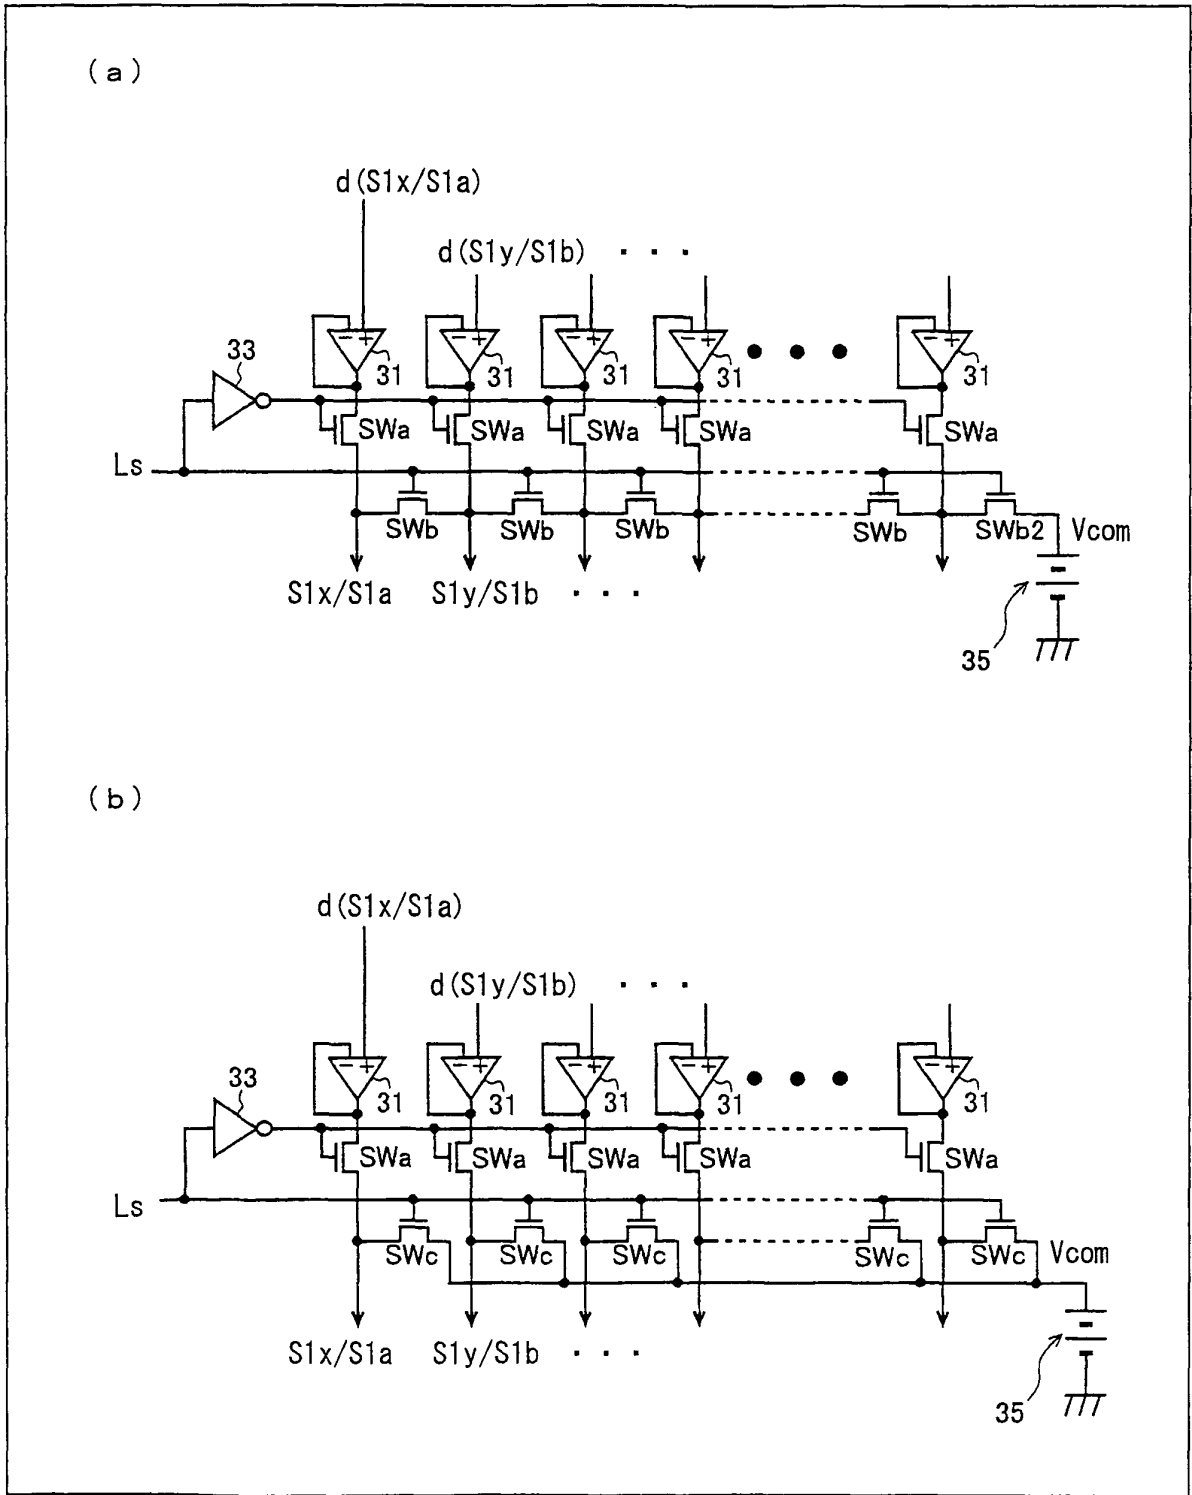 (a)
d(S1x/S1a)
d(S1y/S1b) · · ·
33
- + - + - + - + - +
31 31 31 31 31
SWa SWa SWa SWa SWa
Ls
SWb SWb SWb SWb SWb2 Vcom
S1x/S1a S1y/S1b · · ·
35
(b)
d(S1x/S1a)
d(S1y/S1b) · · ·
33
- + - + - + - + - +
31 31 31 31 31
SWa SWa SWa SWa SWa
Ls
SWc SWc SWc SWc SWc Vcom
S1x/S1a S1y/S1b · · ·
35